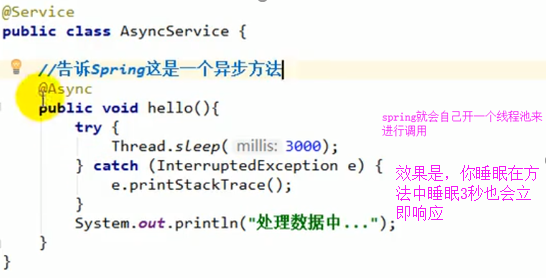 @Service
public class AsyncService {
//告诉Spring这是一个异步方法
@Async
public void hello(){
try {
Thread.sleep( millis: 3000);
} catch (InterruptedException e) {
e.printStackTrace();
}
System.out.println("处理数据中...");
}
}
spring就会自己开一个线程池来
进行调用
效果是，你睡眠在方
法中睡眠3秒也会立
即响应